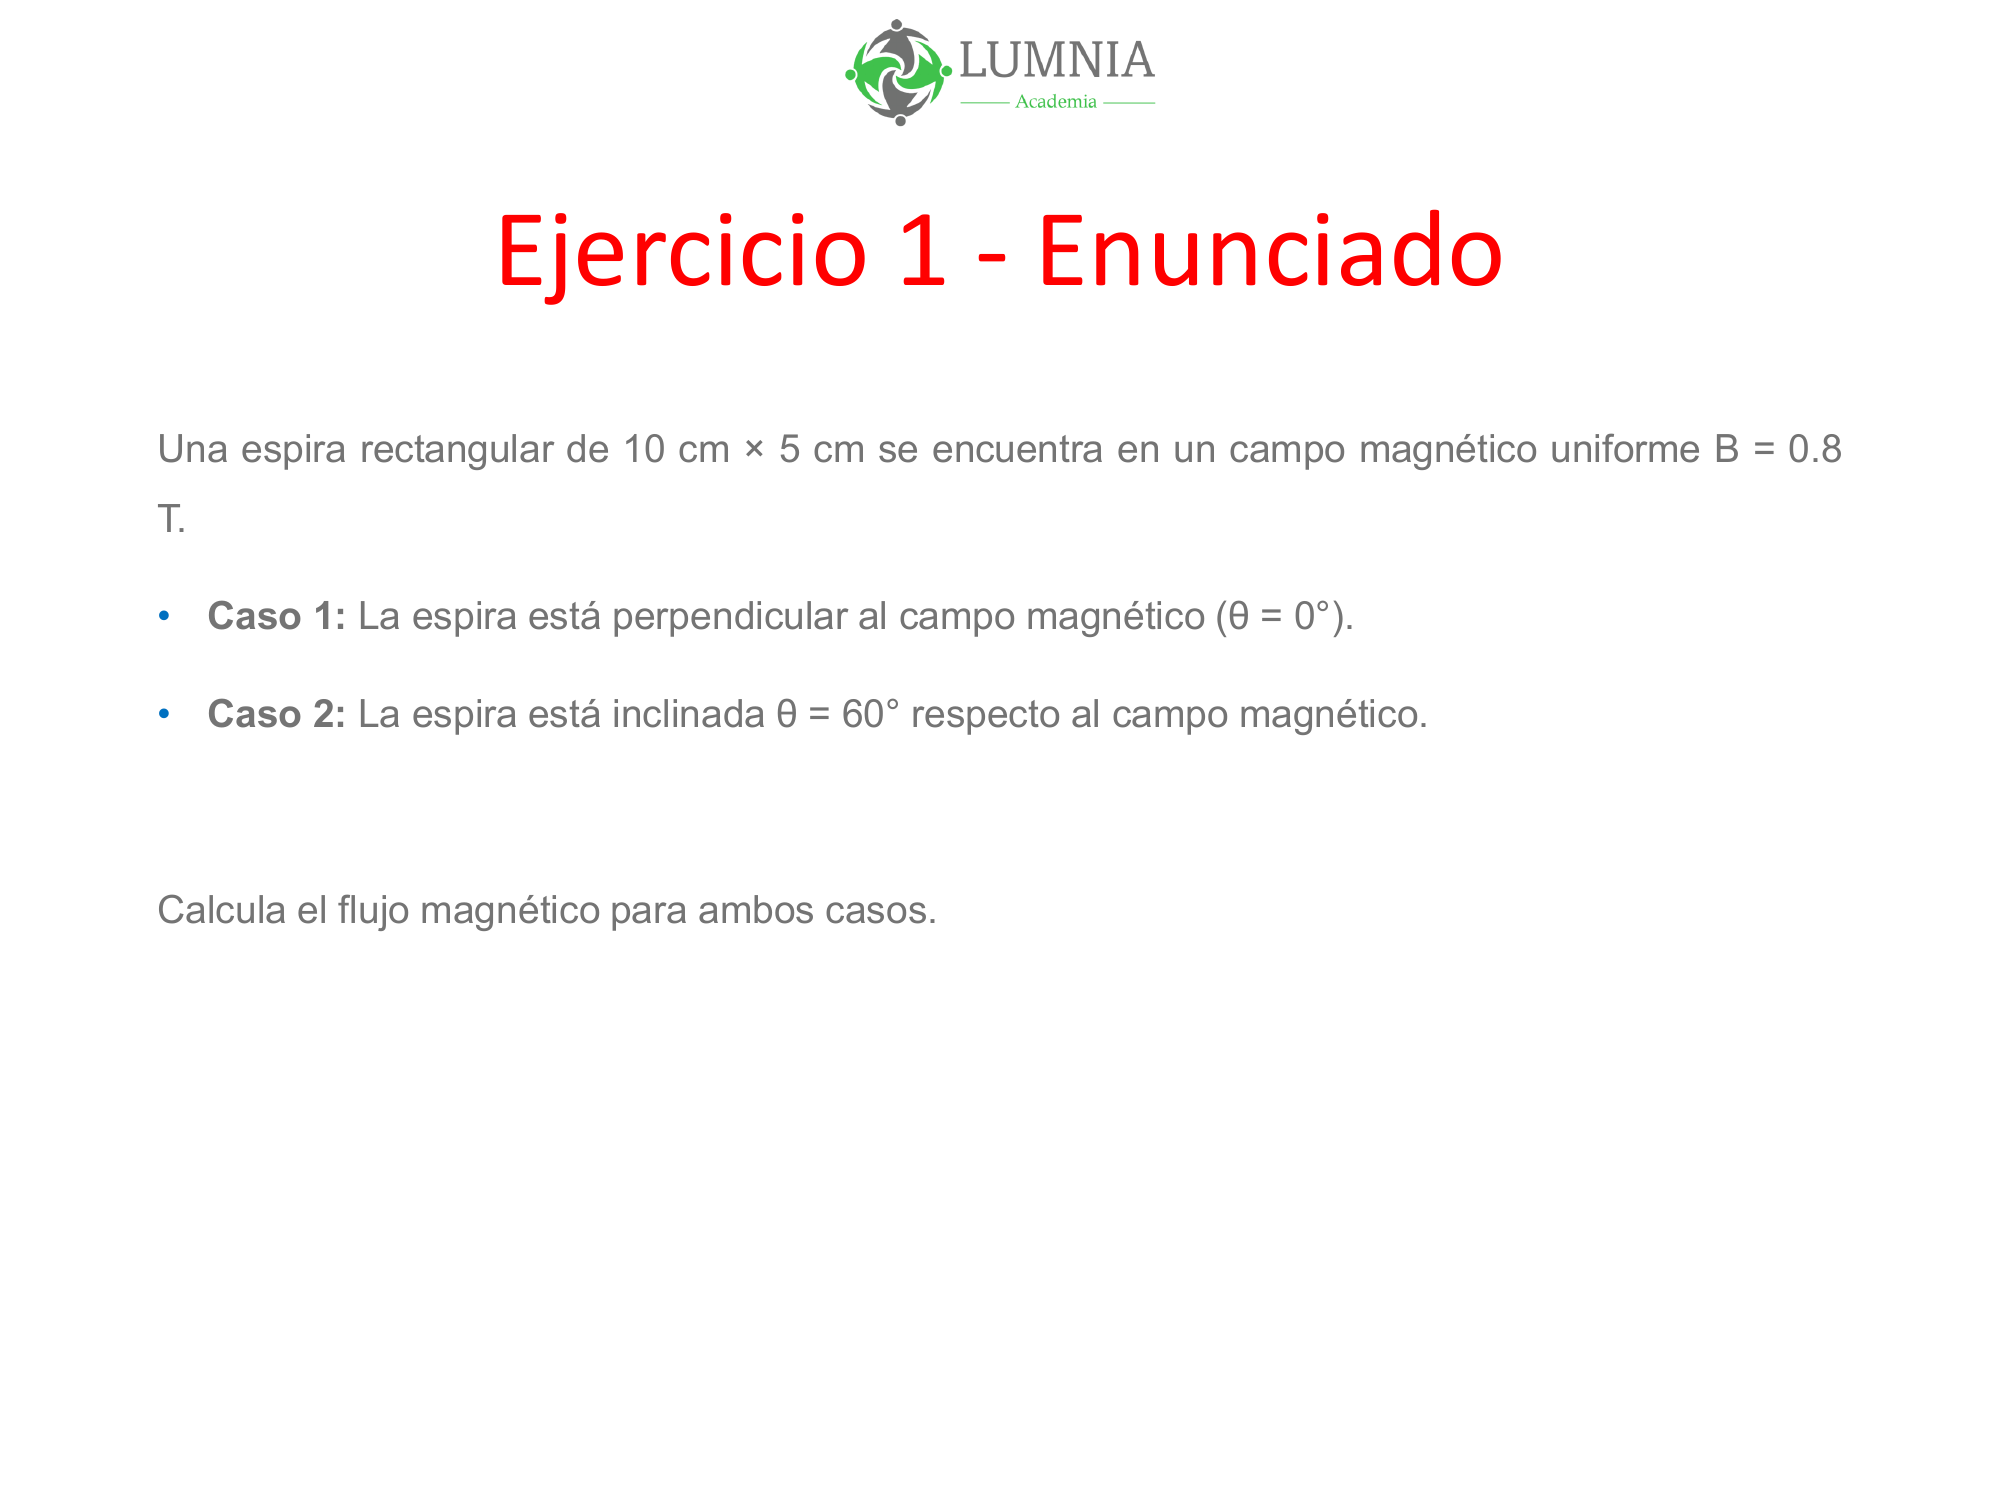 LUMNIA
Academia
Ejercicio 1 - Enunciado
Una espira rectangular de 10 cm × 5 cm se encuentra en un campo magnético uniforme B = 0.8
T.
• Caso 1: La espira está perpendicular al campo magnético (θ = 0°).
• Caso 2: La espira está inclinada θ = 60° respecto al campo magnético.
Calcula el flujo magnético para ambos casos.